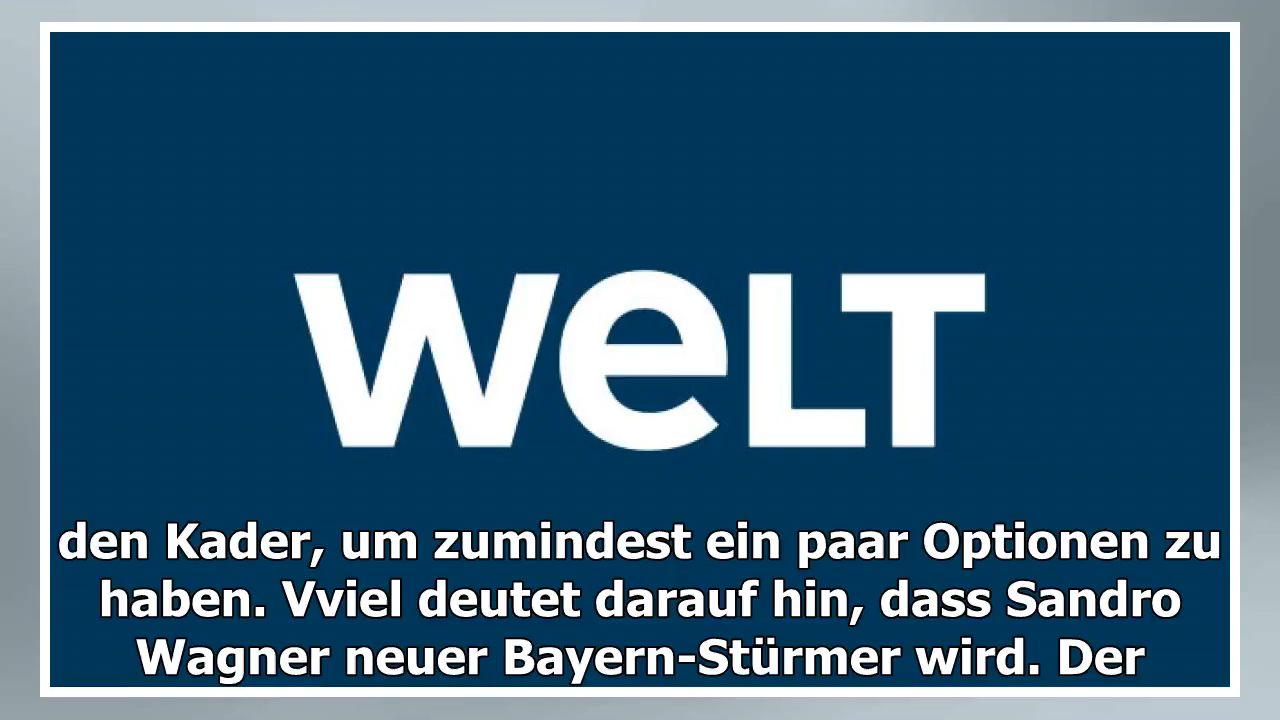 WeLT
den Kader, um zumindest ein paar Optionen zu
haben. Vviel deutet darauf hin, dass Sandro
Wagner neuer Bayern-Stürmer wird. Der